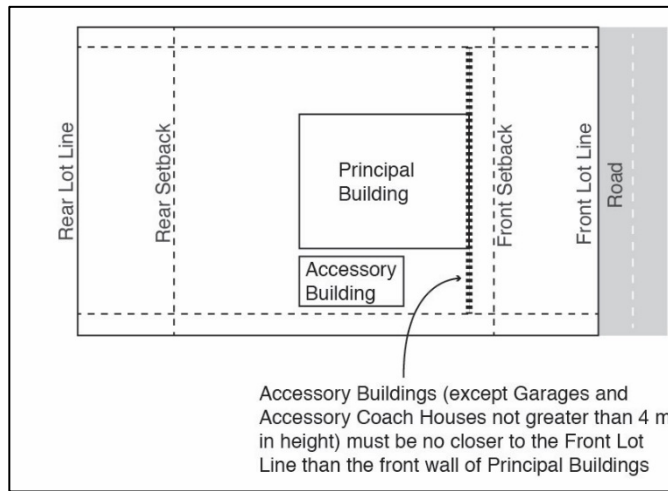 Rear Lot Line
Rear Setback
Principal
Building
Accessory
Building
Front Setback
Front Lot Line
Road
Accessory Buildings (except Garages and
Accessory Coach Houses not greater than 4 m
in height) must be no closer to the Front Lot
Line than the front wall of Principal Buildings